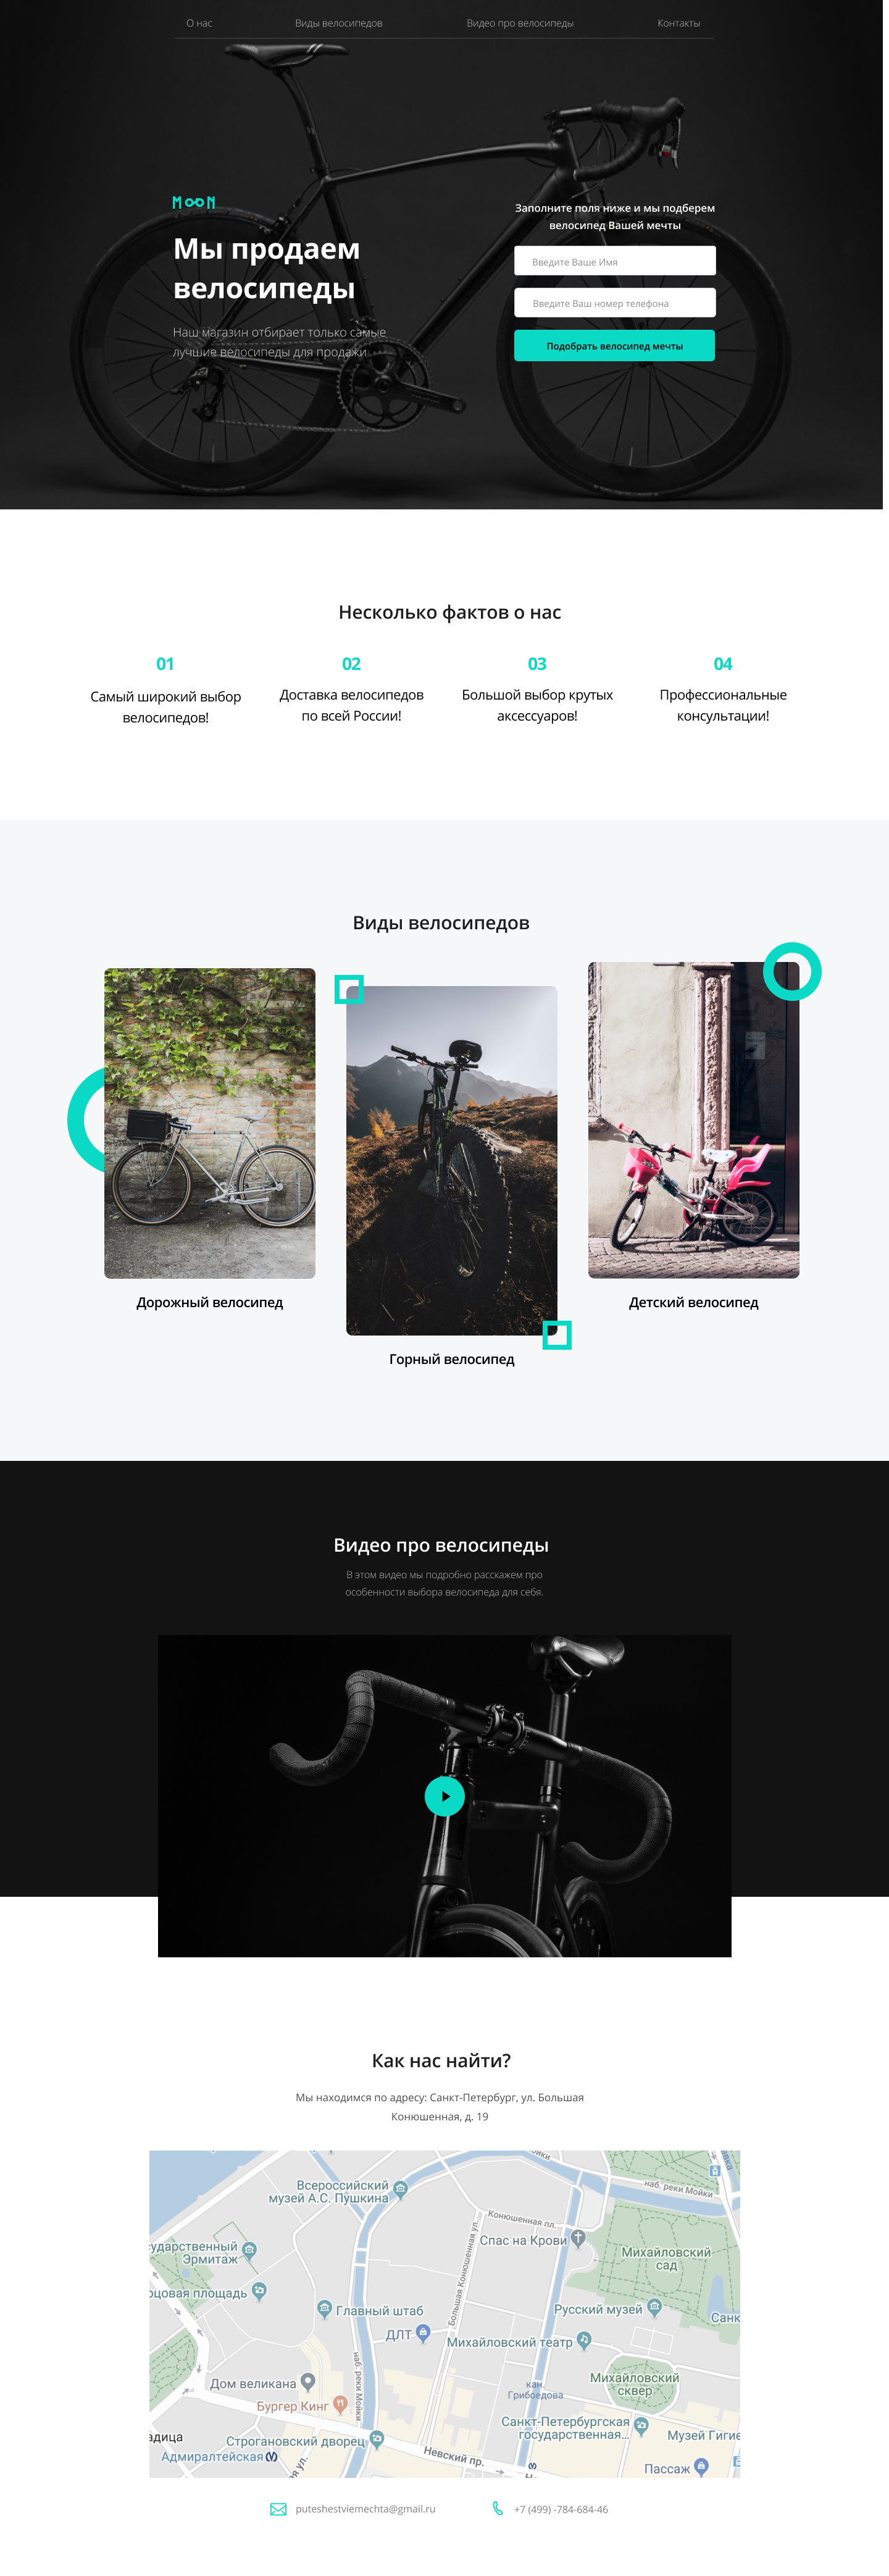 О нас
Виды велосипедов
Видео про велосипеды
Контакты
MOON
Мы продаем
велосипеды
Наш магазин отбирает только самые
лучшие велосипеды для продажи
Заполните поля ниже и мы подберем
велосипед Вашей мечты
Введите Ваше Имя
Введите Ваш номер телефона
Подобрать велосипед мечты
Несколько фактов о нас
01
Самый широкий выбор
велосипедов!
02
Доставка велосипедов
по всей России!
03
Большой выбор крутых
аксессуаров!
04
Профессиональные
консультации!
Виды велосипедов
Дорожный велосипед
Горный велосипед
Детский велосипед
Видео про велосипеды
В этом видео мы подробно расскажем про
особенности выбора велосипеда для себя.
Как нас найти?
Мы находимся по адресу: Санкт-Петербург, ул. Большая
Конюшенная, д. 19
Всероссийский
музей А.С. Пушкина
наб. реки Мойки
Конюшенная пл.
Спас на Крови
Михайловский
сад
сударственный
Эрмитаж
рцовая площадь
Большая Конюшенная ул.
Главный штаб
Русский музей
Санк
ДЛТ
Михайловский театр
наб. реки Мойки
Дом великана
Бургер Кинг
кан.
Грибоедова
Михайловский
сквер
Санкт-Петербургская
государственная...
Музей Гигие
адица
Строгановский дворец
Адмиралтейская
Невский пр.
Пассаж
puteshestviemechta@gmail.ru
+7 (499) -784-684-46